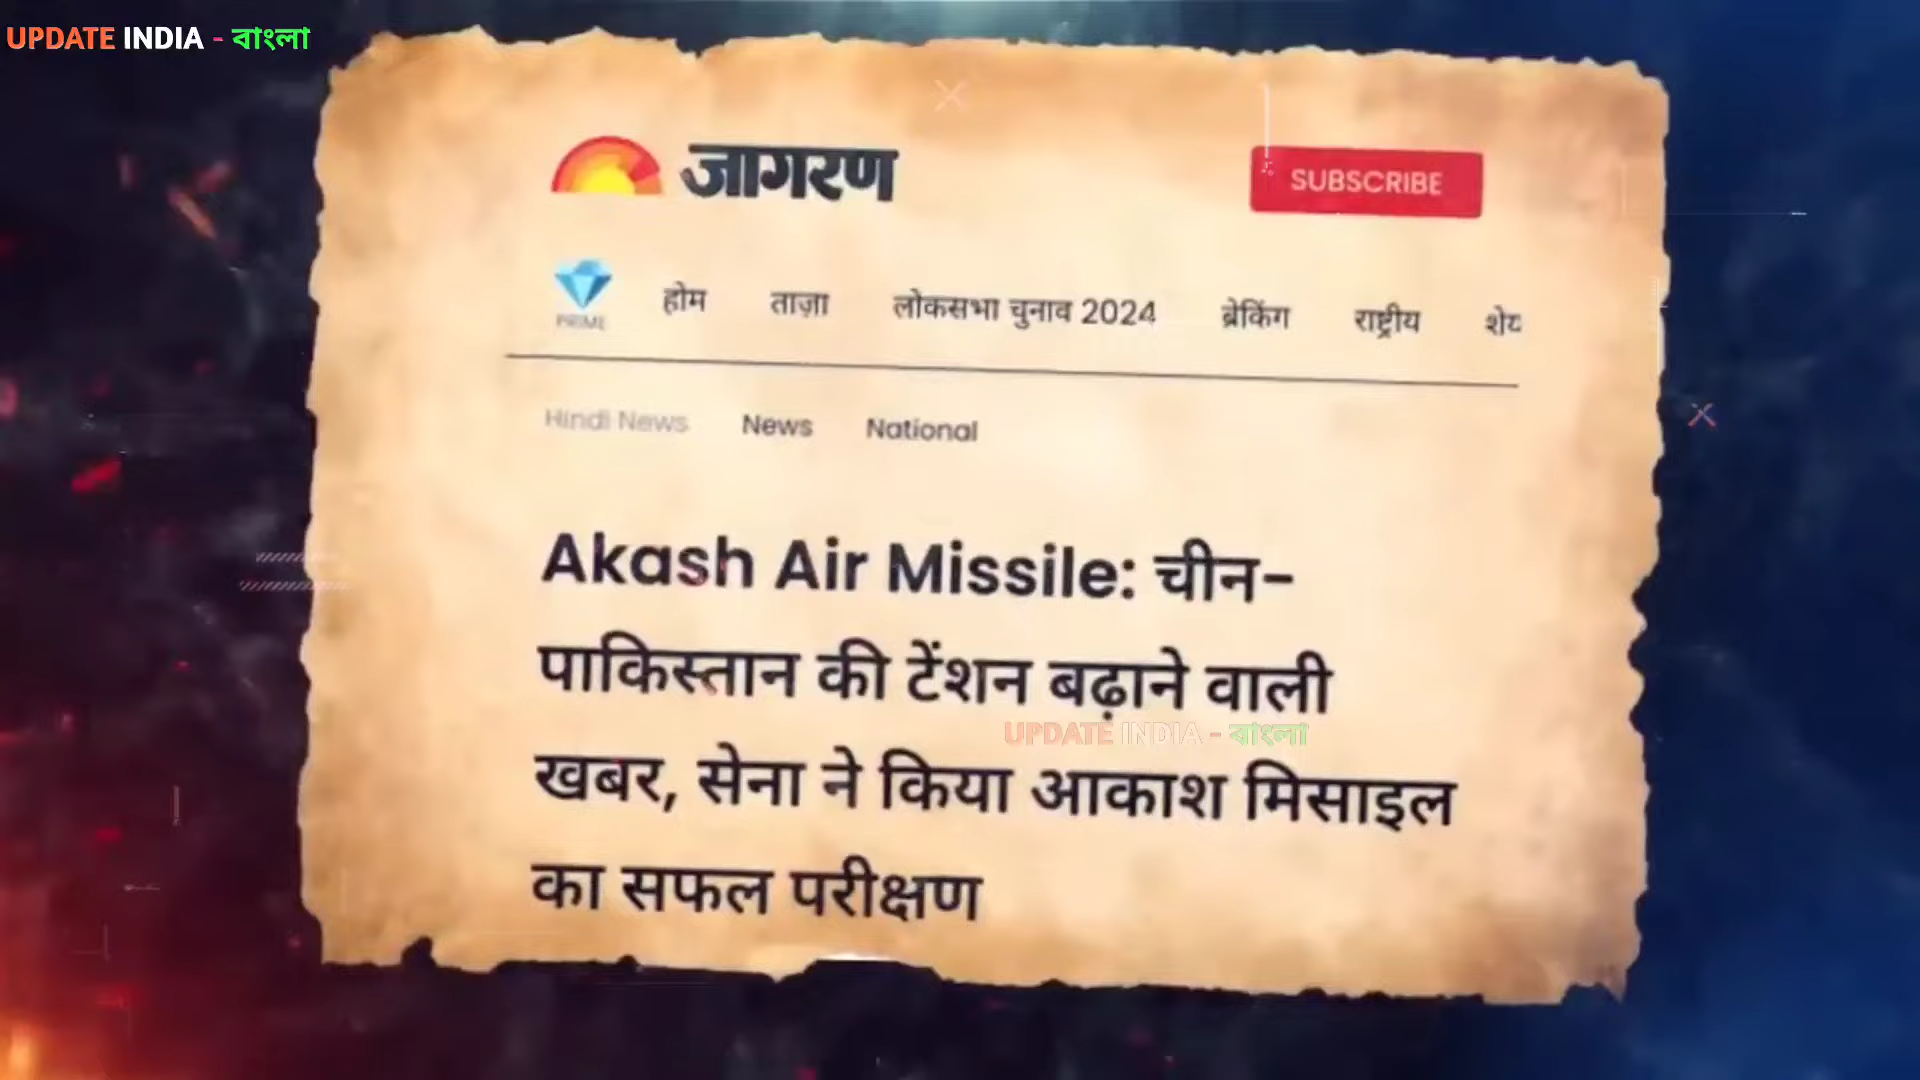 UPDATE INDIA - বাংলা
जागरण
SUBSCRIBE
PRIME होम ताज़ा लोकसभा चुनाव 2024 ब्रेकिंग राष्ट्रीय शेय
Hindi News News National
Akash Air Missile: चीन-
पाकिस्तान की टेंशन बढ़ाने वाली
UPDATE INDIA - বাংলা
खबर, सेना ने किया आकाश मिसाइल
का सफल परीक्षण